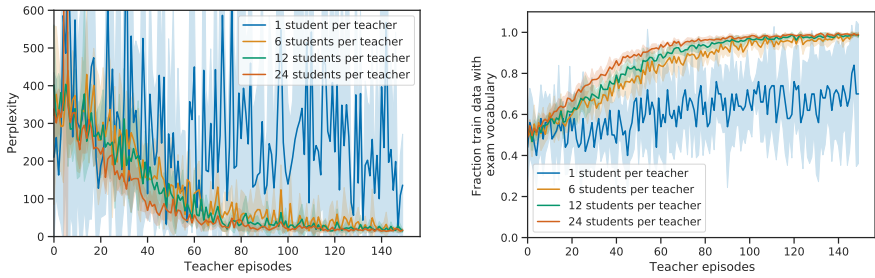 600
500
400
300
200
100
0
Perplexity
1 student per teacher
6 students per teacher
12 students per teacher
24 students per teacher
0 20 40 60 80 100 120 140
Teacher episodes
1.0
0.8
0.6
0.4
0.2
0.0
Fraction train data with
exam vocabulary
1 student per teacher
6 students per teacher
12 students per teacher
24 students per teacher
0 20 40 60 80 100 120 140
Teacher episodes